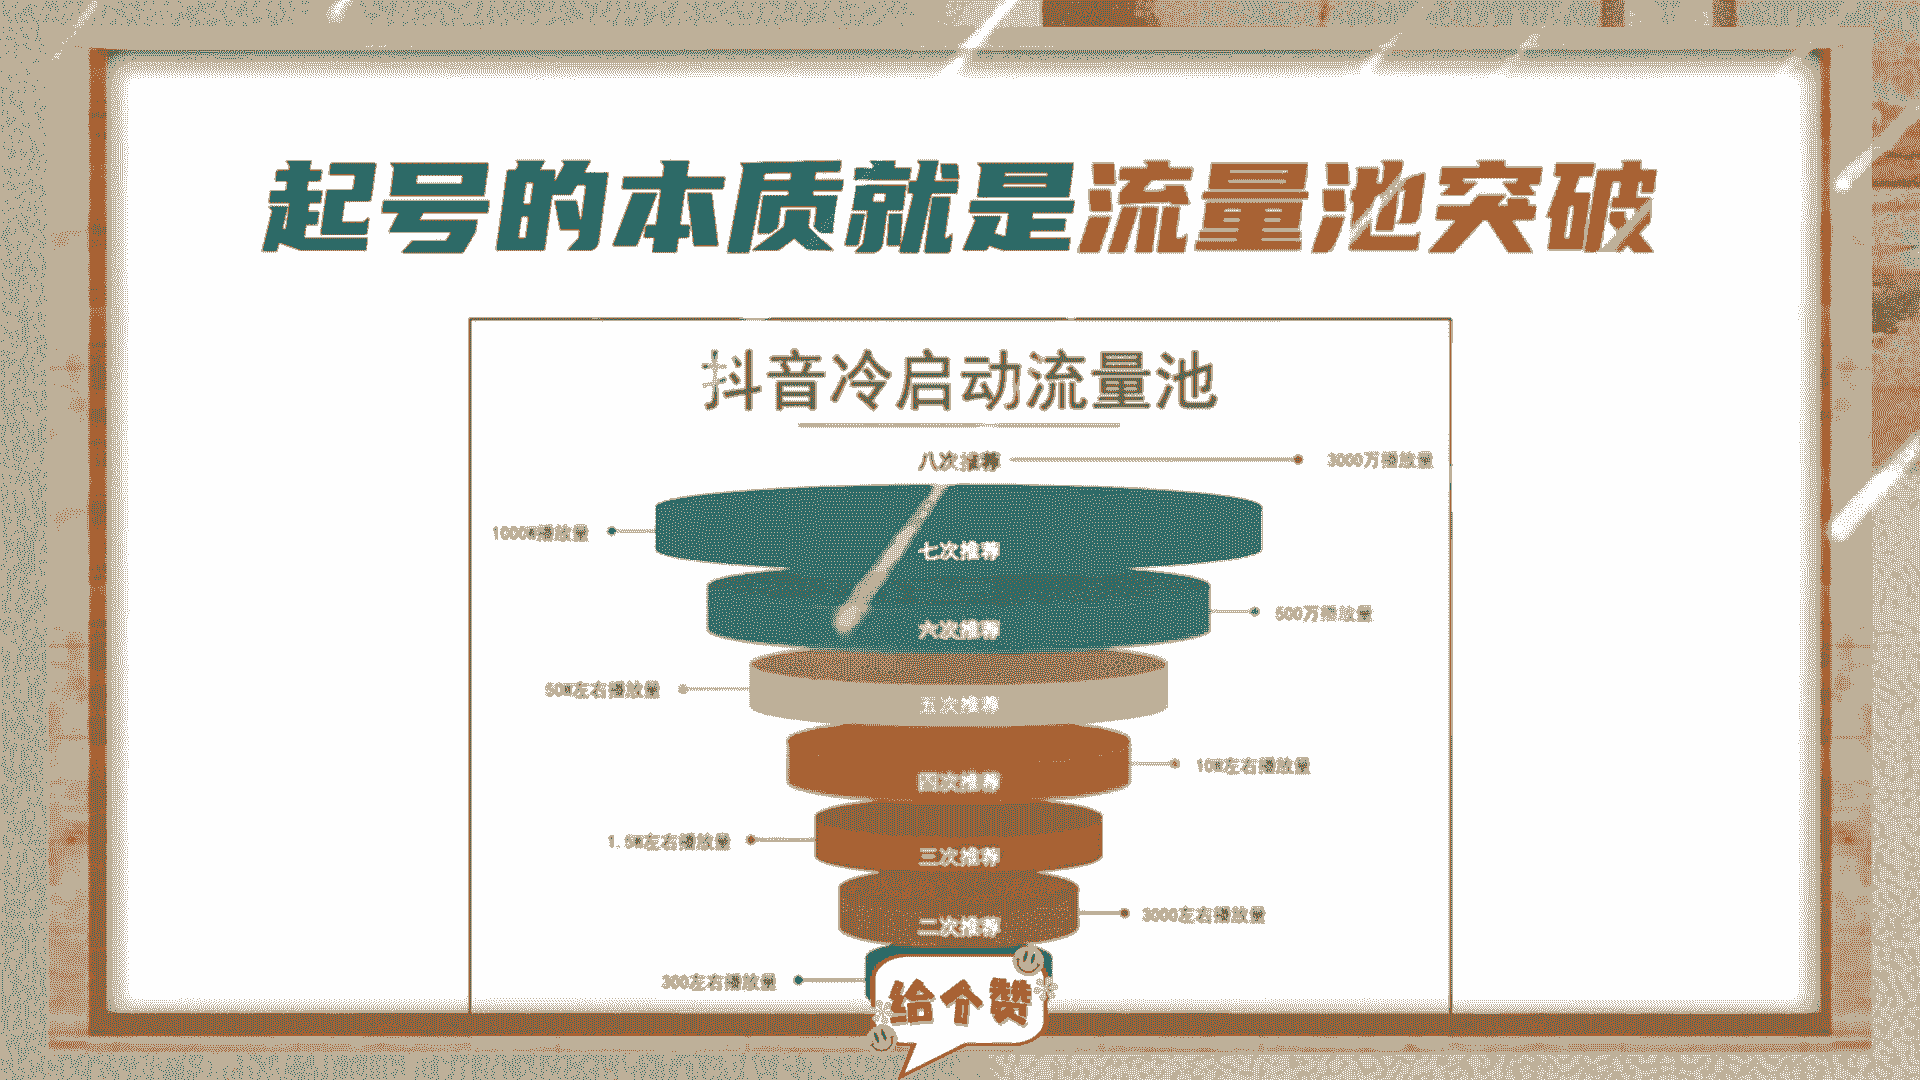 起号的本质就是流量池突破
抖音冷启动流量池
八次推荐
3000万播放量
1000W播放量
七次推荐
500万播放量
六次推荐
50W左右播放量
五次推荐
10W左右播放量
四次推荐
1.5W左右播放量
三次推荐
3000左右播放量
二次推荐
300左右播放量
给个赞